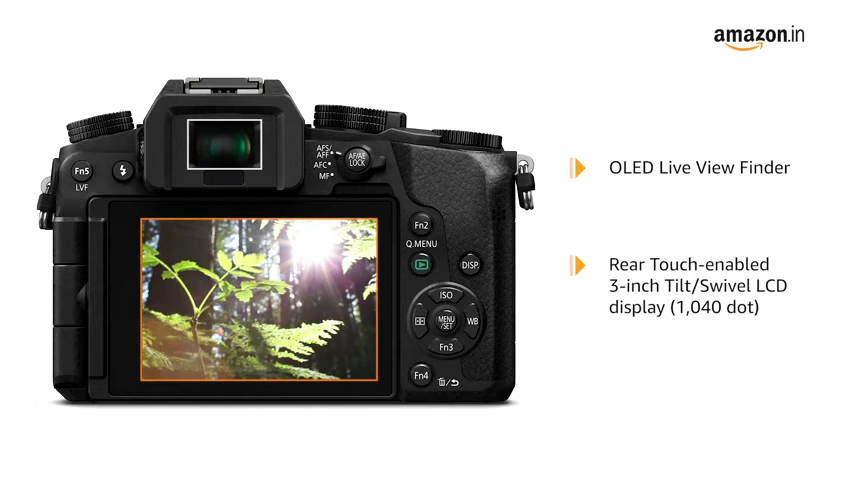 amazon.in
AFS/
AFF
AFC
MF
AF/AE
LOCK
Fn5
LVF
Fn2
Q.MENU
DISP.
ISO
MENU
/SET
WB
Fn3
Fn4
OLED Live View Finder
Rear Touch-enabled
3-inch Tilt/Swivel LCD
display (1,040 dot)